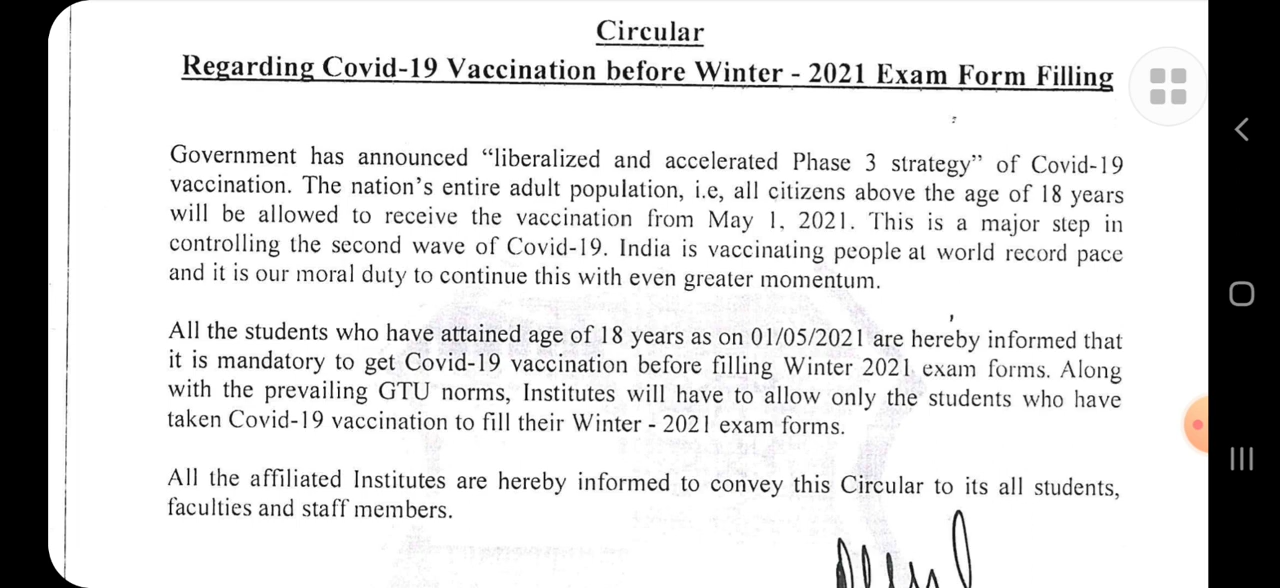 Circular
Regarding Covid-19 Vaccination before Winter - 2021 Exam Form Filling
Government has announced “liberalized and accelerated Phase 3 strategy” of Covid-19
vaccination. The nation’s entire adult population, i.e, all citizens above the age of 18 years
will be allowed to receive the vaccination from May 1, 2021. This is a major step in
controlling the second wave of Covid-19. India is vaccinating people at world record pace
and it is our moral duty to continue this with even greater momentum.
All the students who have attained age of 18 years as on 01/05/2021 are hereby informed that
it is mandatory to get Covid-19 vaccination before filling Winter 2021 exam forms. Along
with the prevailing GTU norms, Institutes will have to allow only the students who have
taken Covid-19 vaccination to fill their Winter - 2021 exam forms.
All the affiliated Institutes are hereby informed to convey this Circular to its all students,
faculties and staff members.